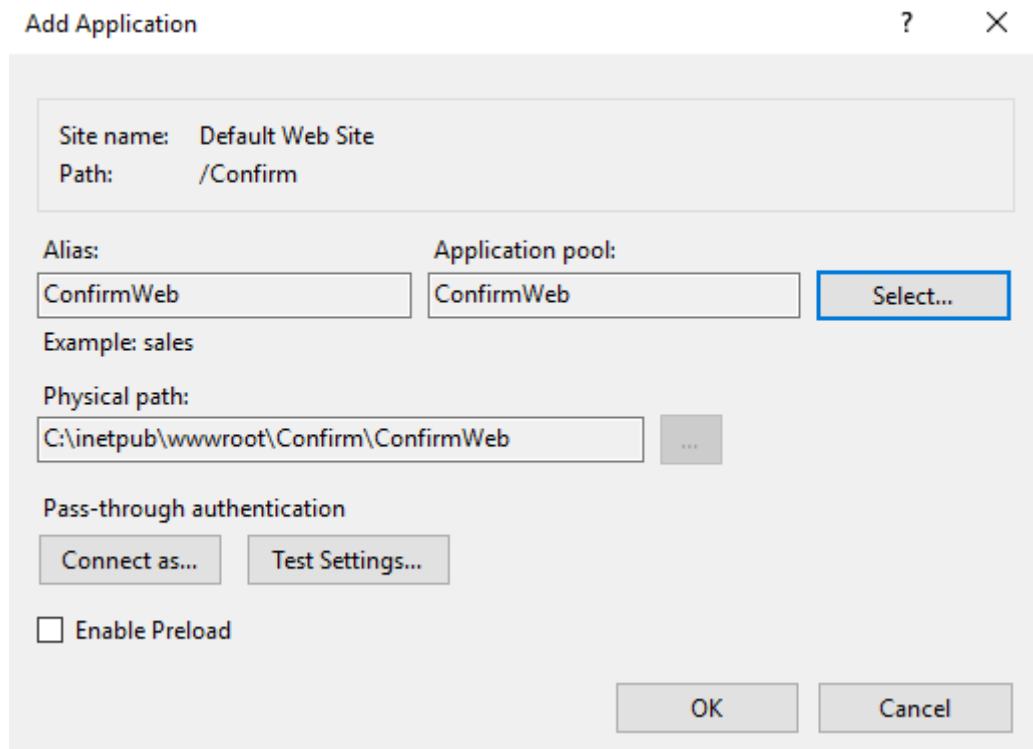 Add Application
?
Site name: Default Web Site
Path: /Confirm
Alias:
Application pool:
ConfirmWeb
ConfirmWeb
Select...
Example: sales
Physical path:
C:\inetpub\wwwroot\Confirm\ConfirmWeb
...
Pass-through authentication
Connect as...
Test Settings...
Enable Preload
OK
Cancel